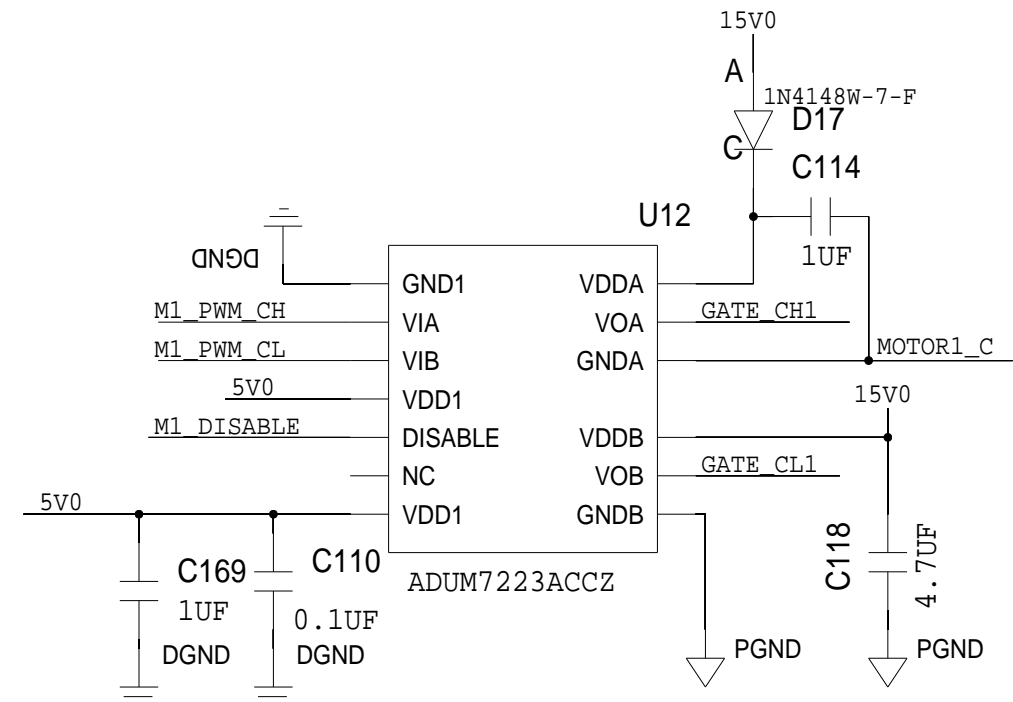 15V0
A
1N4148W-7-F
D17
C
C114
1UF
U12
DGND
GND1
VDDA
M1_PWM_CH
VIA
VOA
GATE_CH1
M1_PWM_CL
VIB
GNDA
MOTOR1_C
5V0
VDD1
15V0
M1_DISABLE
DISABLE
VDDB
NC
VOB
GATE_CL1
5V0
VDD1
GNDB
C169
1UF
C110
0.1UF
ADUM7223ACCZ
C118
4.7UF
DGND
DGND
PGND
PGND